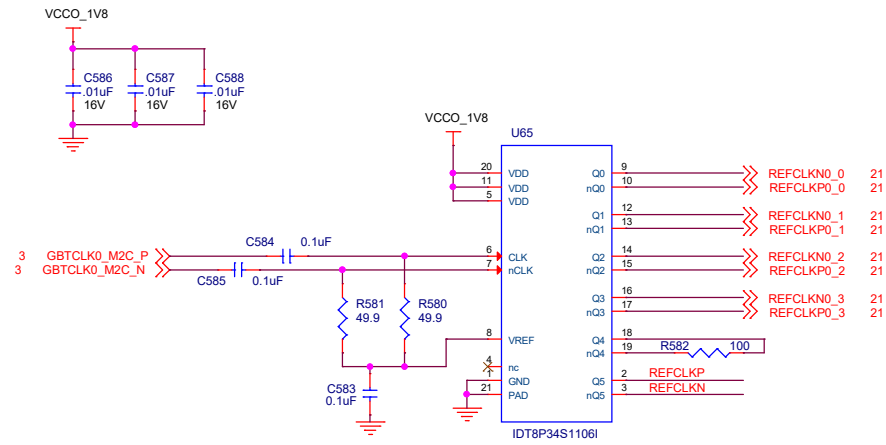 VCCO_1V8
C586
.01uF
16V
C587
.01uF
16V
C588
.01uF
16V
VCCO_1V8
U65
20 VDD
11 VDD
5 VDD
Q0 9 REFCLKN0_0 21
nQ0 10 REFCLKP0_0 21
Q1 12 REFCLKN0_1 21
nQ1 13 REFCLKP0_1 21
3 GBTCLK0_M2C_P C584 0.1uF 6 CLK
3 GBTCLK0_M2C_N C585 0.1uF 7 nCLK
Q2 14 REFCLKN0_2 21
nQ2 15 REFCLKP0_2 21
R581
49.9
R580
49.9
Q3 16 REFCLKN0_3 21
nQ3 17 REFCLKP0_3 21
8 VREF
Q4 18
nQ4 19 R582 100
4 nc
1 GND
21 PAD
Q5 2 REFCLKP
nQ5 3 REFCLKN
C583
0.1uF
IDT8P34S1106I